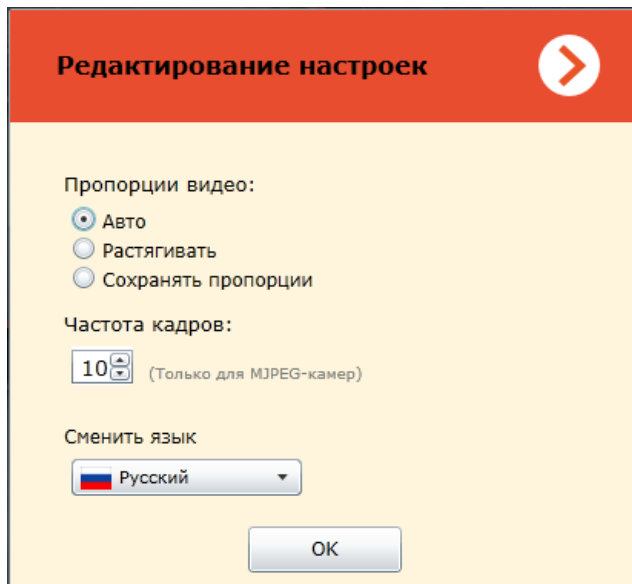 Редактирование настроек
Пропорции видео:
Авто
Растягивать
Сохранять пропорции
Частота кадров:
10 (Только для MJPEG-камер)
Сменить язык
Русский
OK